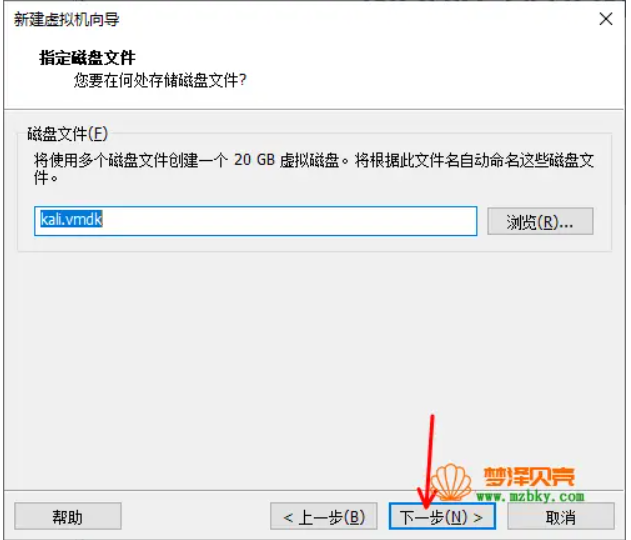 新建虚拟机向导
指定磁盘文件
您要在何处存储磁盘文件?
磁盘文件(F)
将使用多个磁盘文件创建一个 20 GB 虚拟磁盘。将根据此文件名自动命名这些磁盘文
件。
kali.vmdk
浏览(R)...
梦泽贝壳
www.mzbky.com
帮助
< 上一步(B)
下一步(N) >
取消